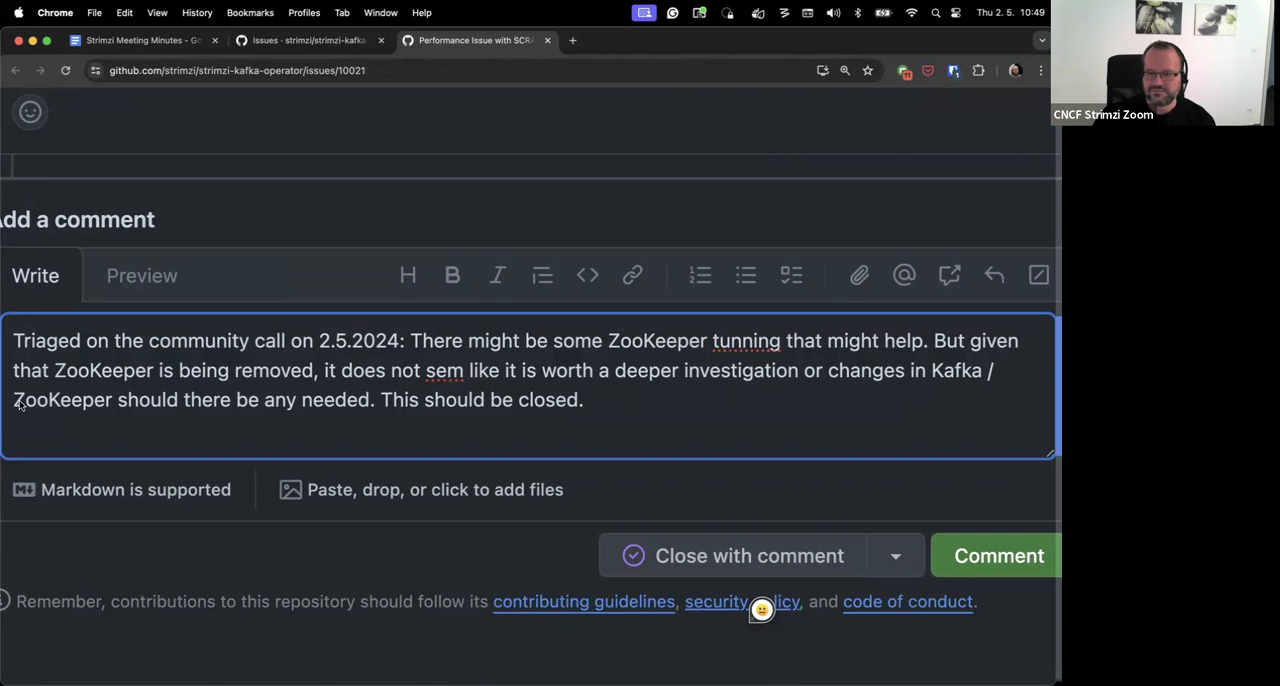 Chrome File Edit View History Bookmarks Profiles Tab Window Help Thu 2. 5. 10:49
Strimzi Meeting Minutes - Go Issues · strimzi/strimzi-kafka Performance Issue with SCRA
github.com/strimzi/strimzi-kafka-operator/issues/10021
11
CNCF Strimzi Zoom
Add a comment
Write Preview
Triaged on the community call on 2.5.2024: There might be some ZooKeeper tunning that might help. But given
that ZooKeeper is being removed, it does not sem like it is worth a deeper investigation or changes in Kafka /
ZooKeeper should there be any needed. This should be closed.
Markdown is supported Paste, drop, or click to add files
Close with comment Comment
Remember, contributions to this repository should follow its contributing guidelines, security policy, and code of conduct.